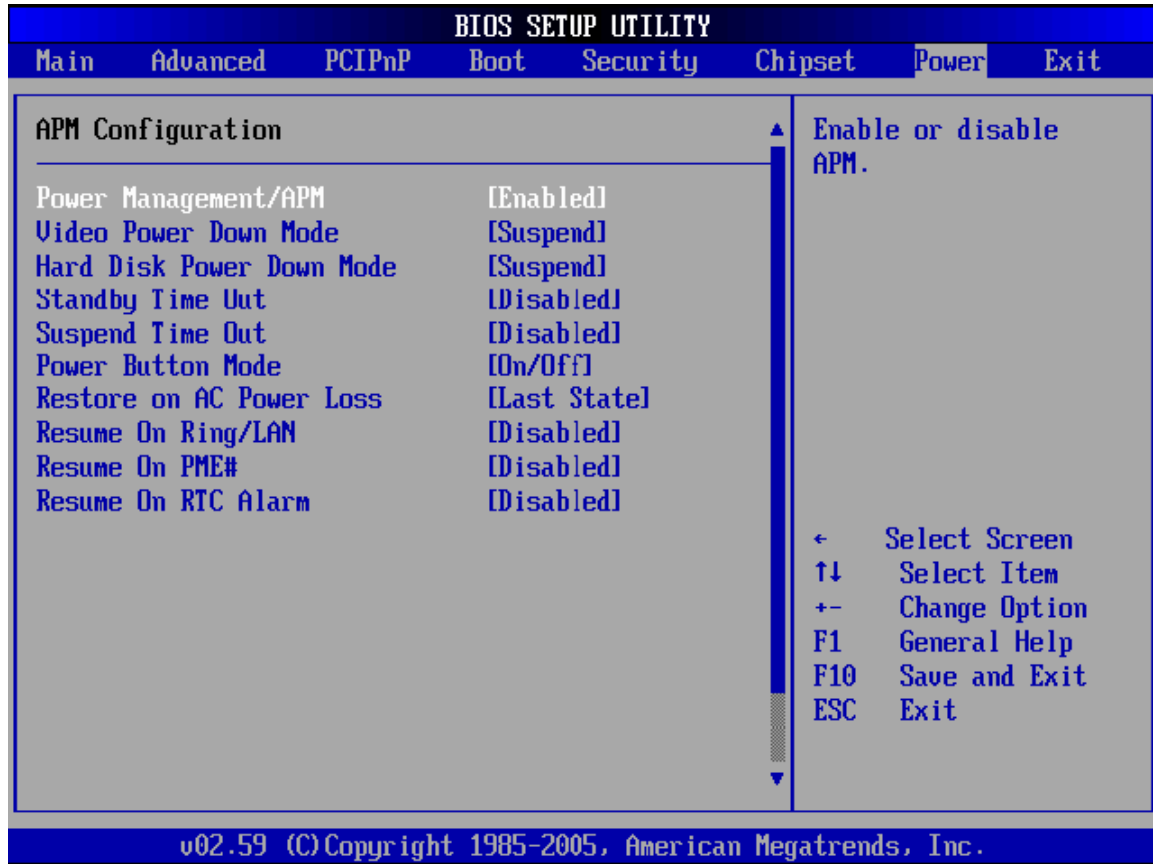 BIOS SETUP UTILITY
Main Advanced PCIPnP Boot Security Chipset Power Exit
APM Configuration
Power Management/APM [Enabled]
Video Power Down Mode [Suspend]
Hard Disk Power Down Mode [Suspend]
Standby Time Out [Disabled]
Suspend Time Out [Disabled]
Power Button Mode [On/Off]
Restore on AC Power Loss [Last State]
Resume On Ring/LAN [Disabled]
Resume On PME# [Disabled]
Resume On RTC Alarm [Disabled]
Enable or disable
APM.
← Select Screen
↑↓ Select Item
+- Change Option
F1 General Help
F10 Save and Exit
ESC Exit
v02.59 (C)Copyright 1985-2005, American Megatrends, Inc.